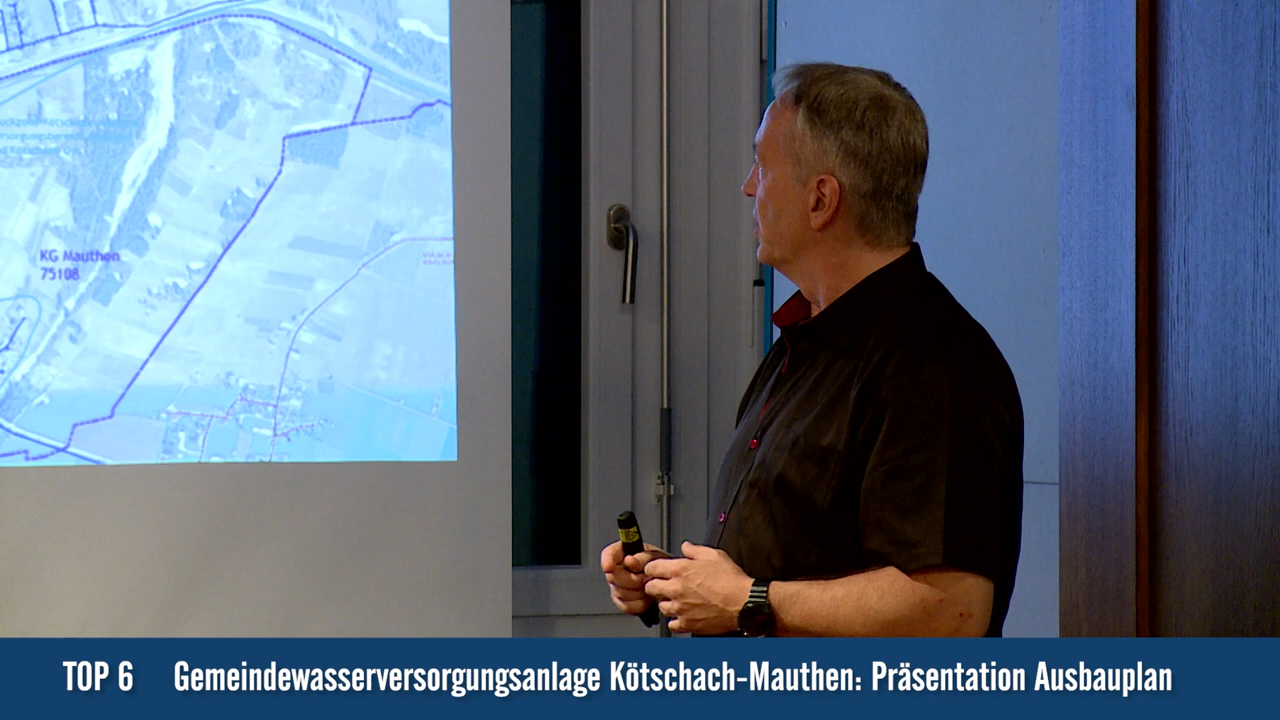 KG Mauthen
75108
TOP 6 Gemeindewasserversorgungsanlage Kötschach-Mauthen: Präsentation Ausbauplan